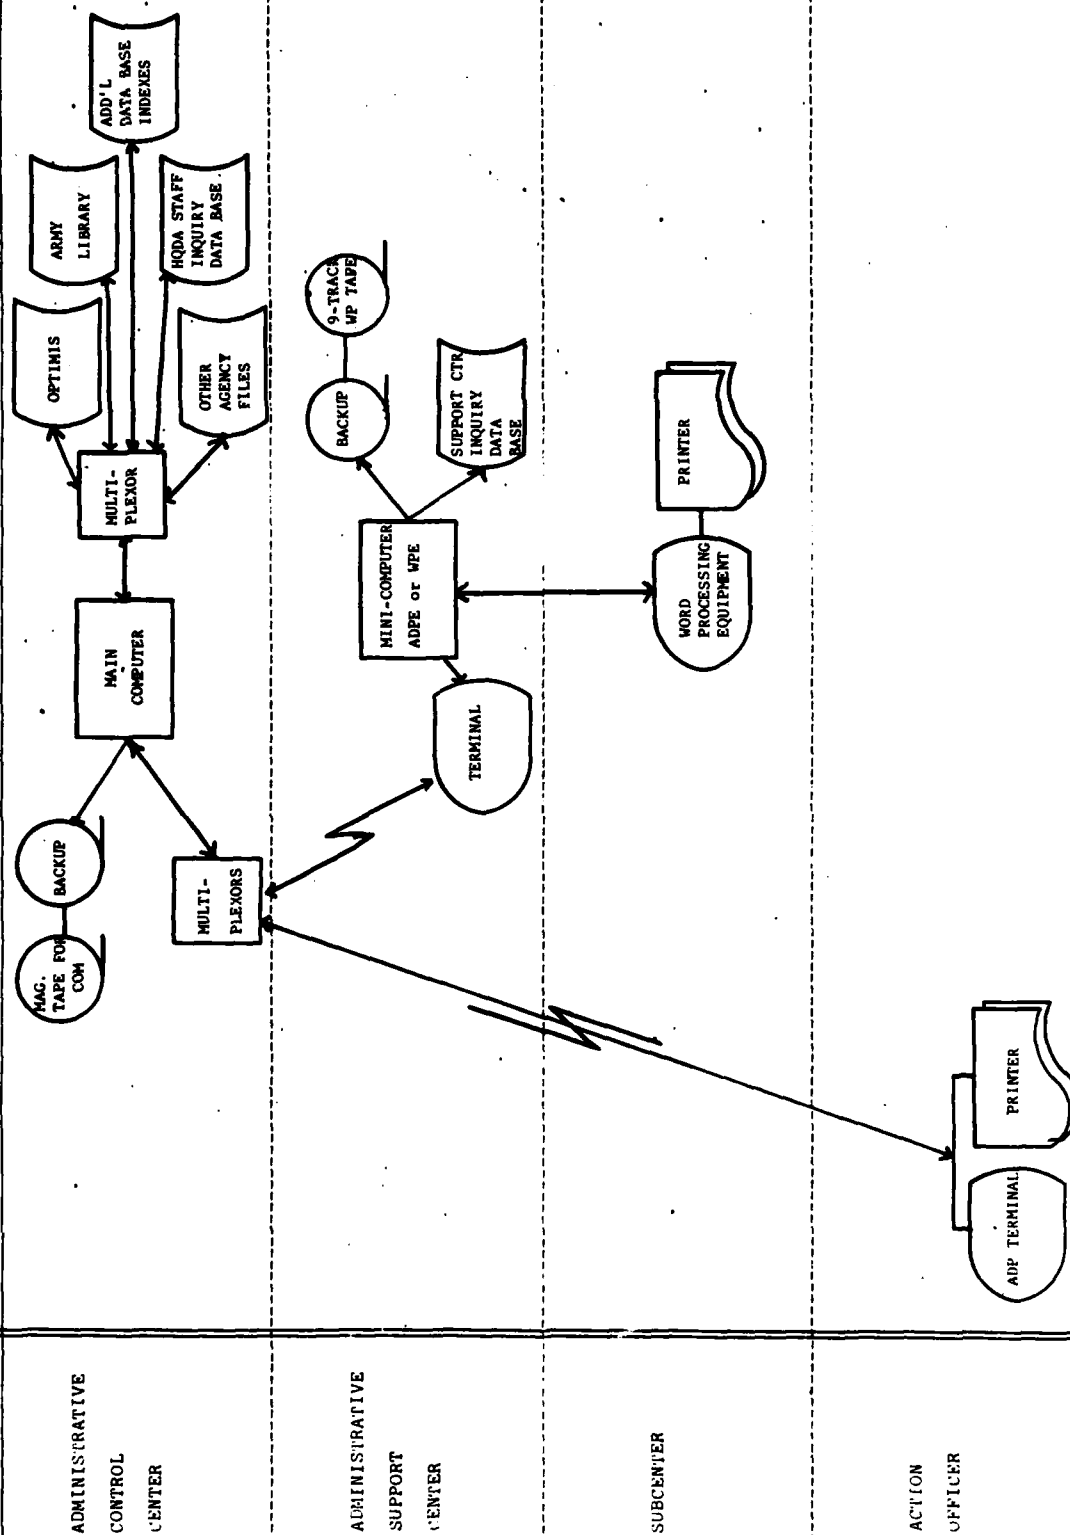 ADMINISTRATIVE
CONTROL
CENTER
MAG.
TAPE FOR
COM
BACKUP
MULTI-
PLEXORS
MAIN
COMPUTER
MULTI-
PLEXOR
OPTIMIS
ARMY
LIBRARY
ADD'L
DATA BASE
INDEXES
HQDA STAFF
INQUIRY
DATA BASE.
OTHER
AGENCY
FILES
ADMINISTRATIVE
SUPPORT
CENTER
TERMINAL
MINI-COMPUTER
ADPE or WPE
BACKUP
9-TRACK
WP TAPE
SUPPORT CTR
INQUIRY
DATA
BASE
SUBCENTER
WORD
PROCESSING
EQUIPMENT
PRINTER
ACTION
OFFICER
ADP TERMINAL
PRINTER